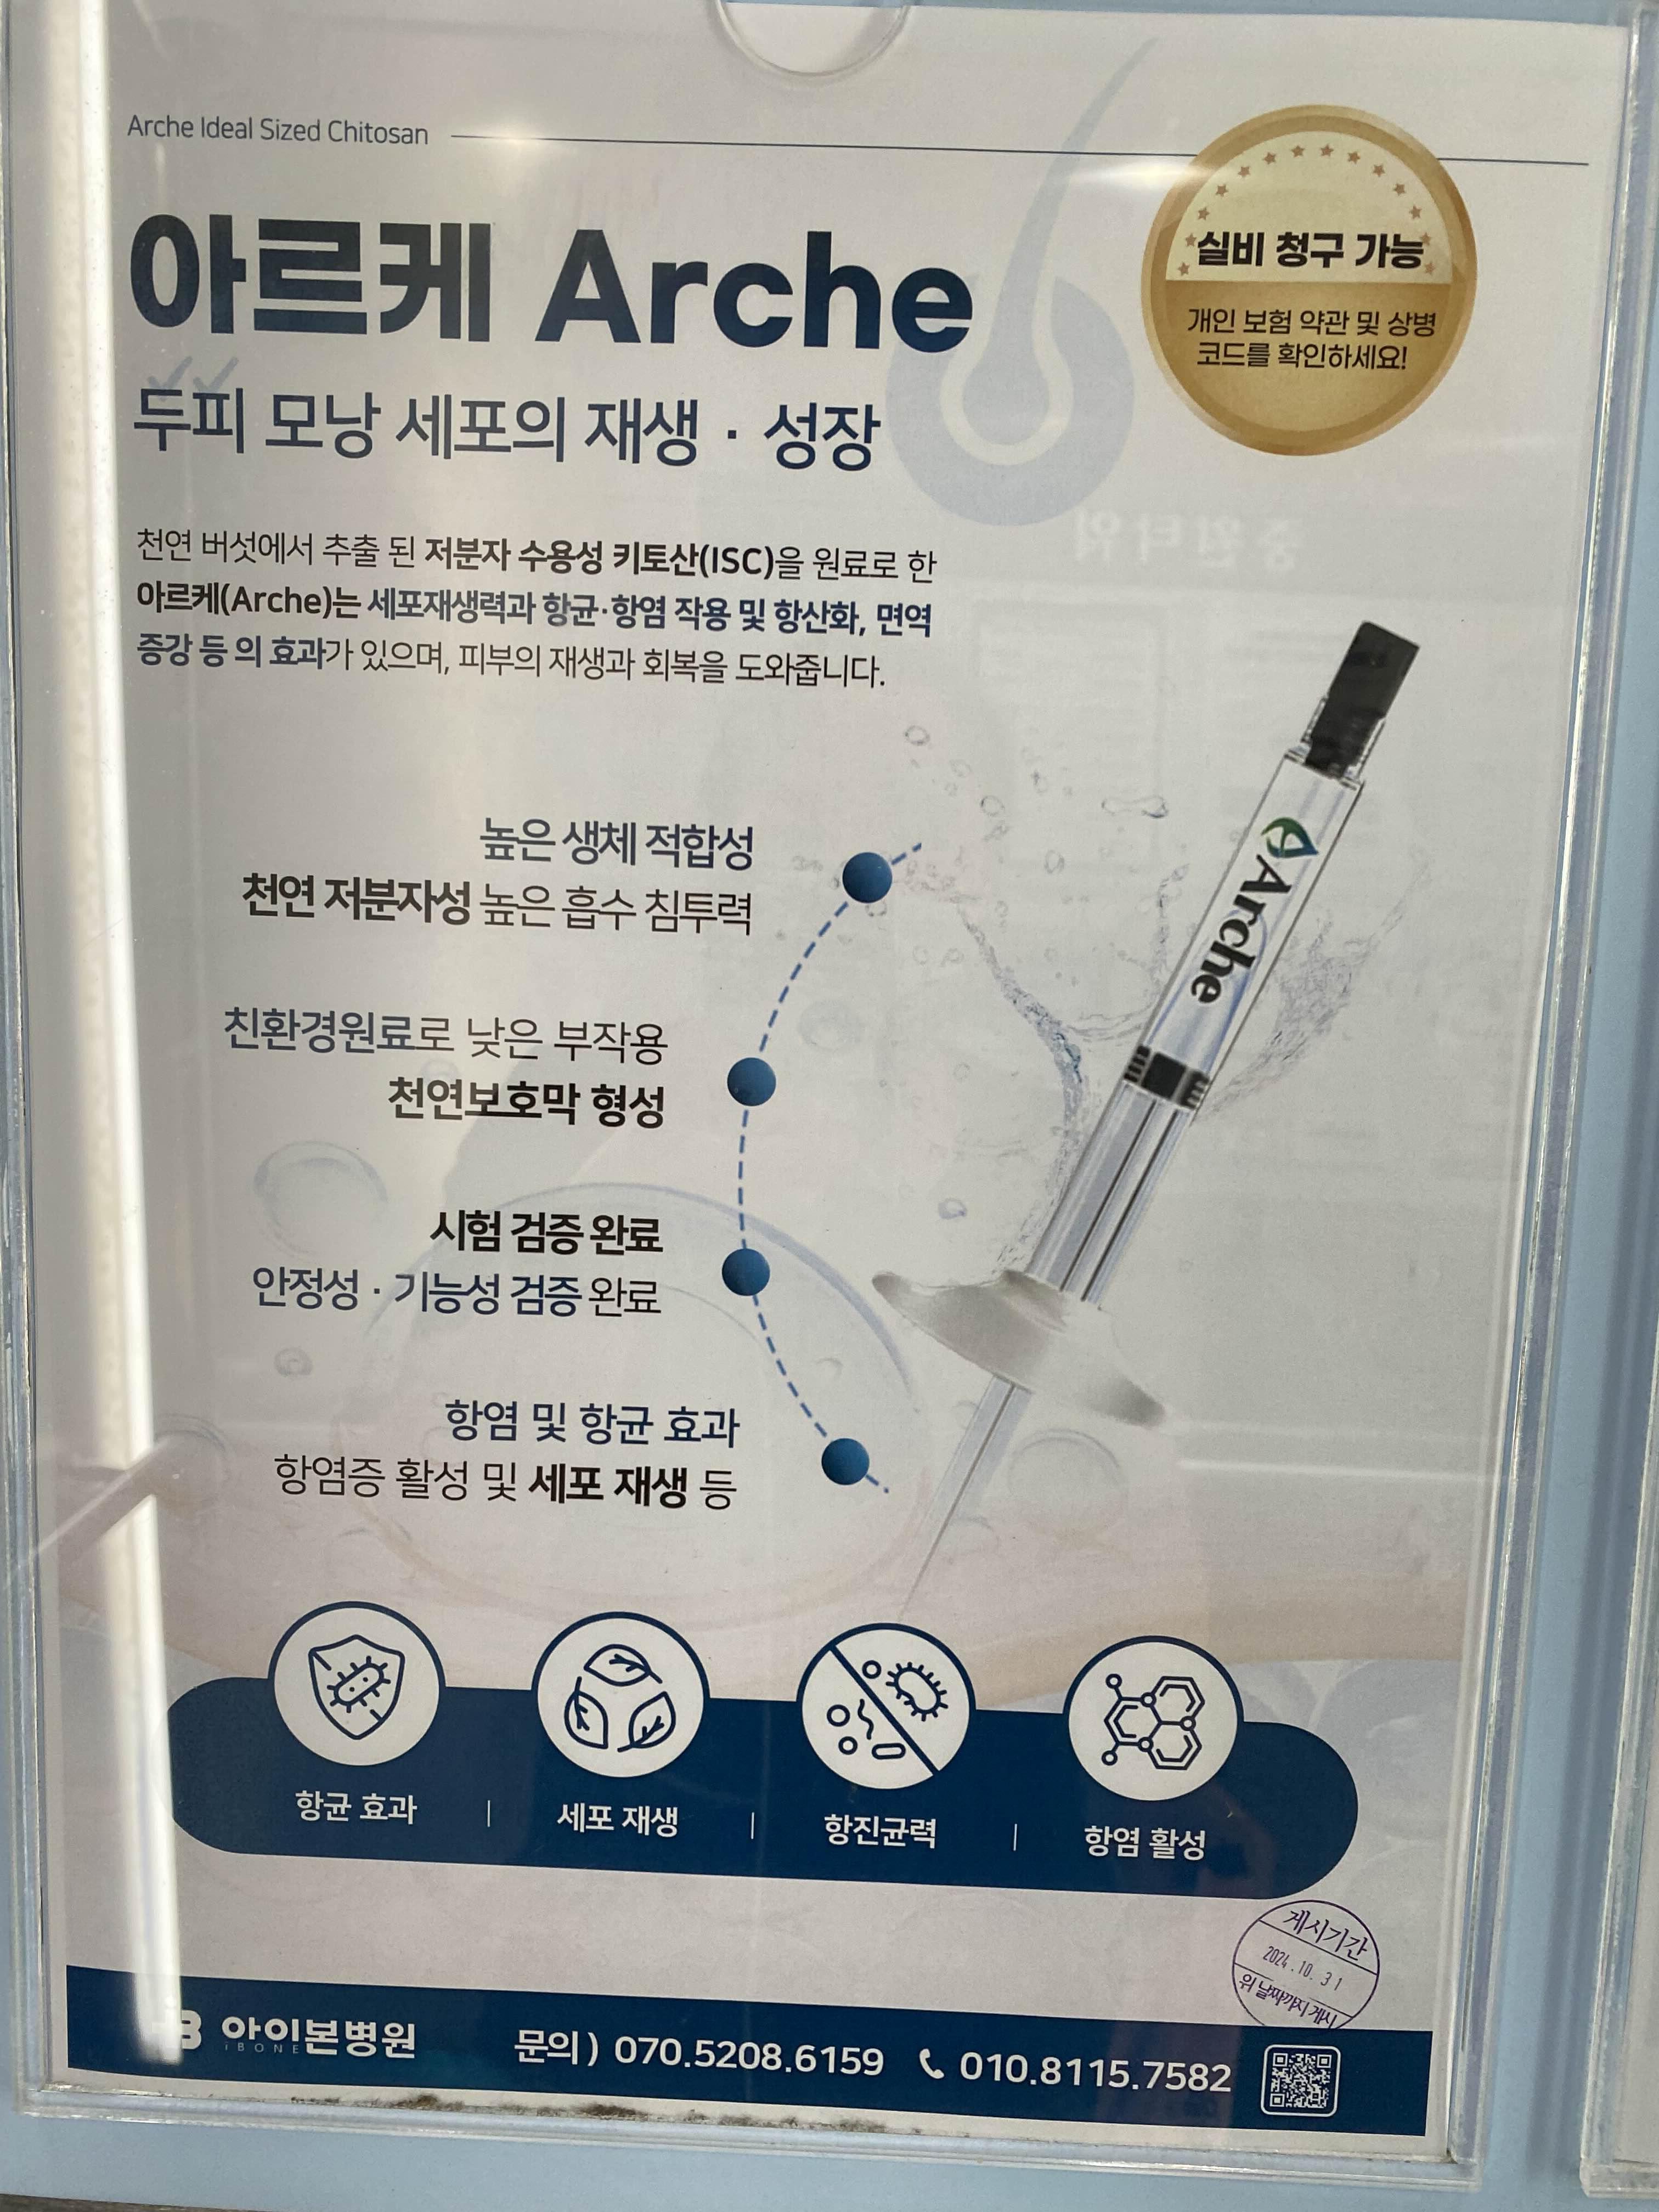 Arche Ideal Sized Chitosan
아르케 Arche
실비 청구 가능
개인 보험 약관 및 상병
코드를 확인하세요!
두피 모낭 세포의 재생 · 성장
천연 버섯에서 추출 된 저분자 수용성 키토산(ISC)을 원료로 한
아르케(Arche)는 세포재생력과 항균·항염 작용 및 항산화, 면역
증강 등 의 효과가 있으며, 피부의 재생과 회복을 도와줍니다.
높은 생체 적합성
천연 저분자성 높은 흡수 침투력
Arche
친환경원료로 낮은 부작용
천연보호막 형성
시험 검증 완료
안정성 · 기능성 검증 완료
항염 및 항균 효과
항염증 활성 및 세포 재생 등
항균 효과 | 세포 재생 | 항진균력 | 항염 활성
게시기간
2024.10.31
위 날짜까지 게시
아이본병원
iBONE
문의) 070.5208.6159 010.8115.7582